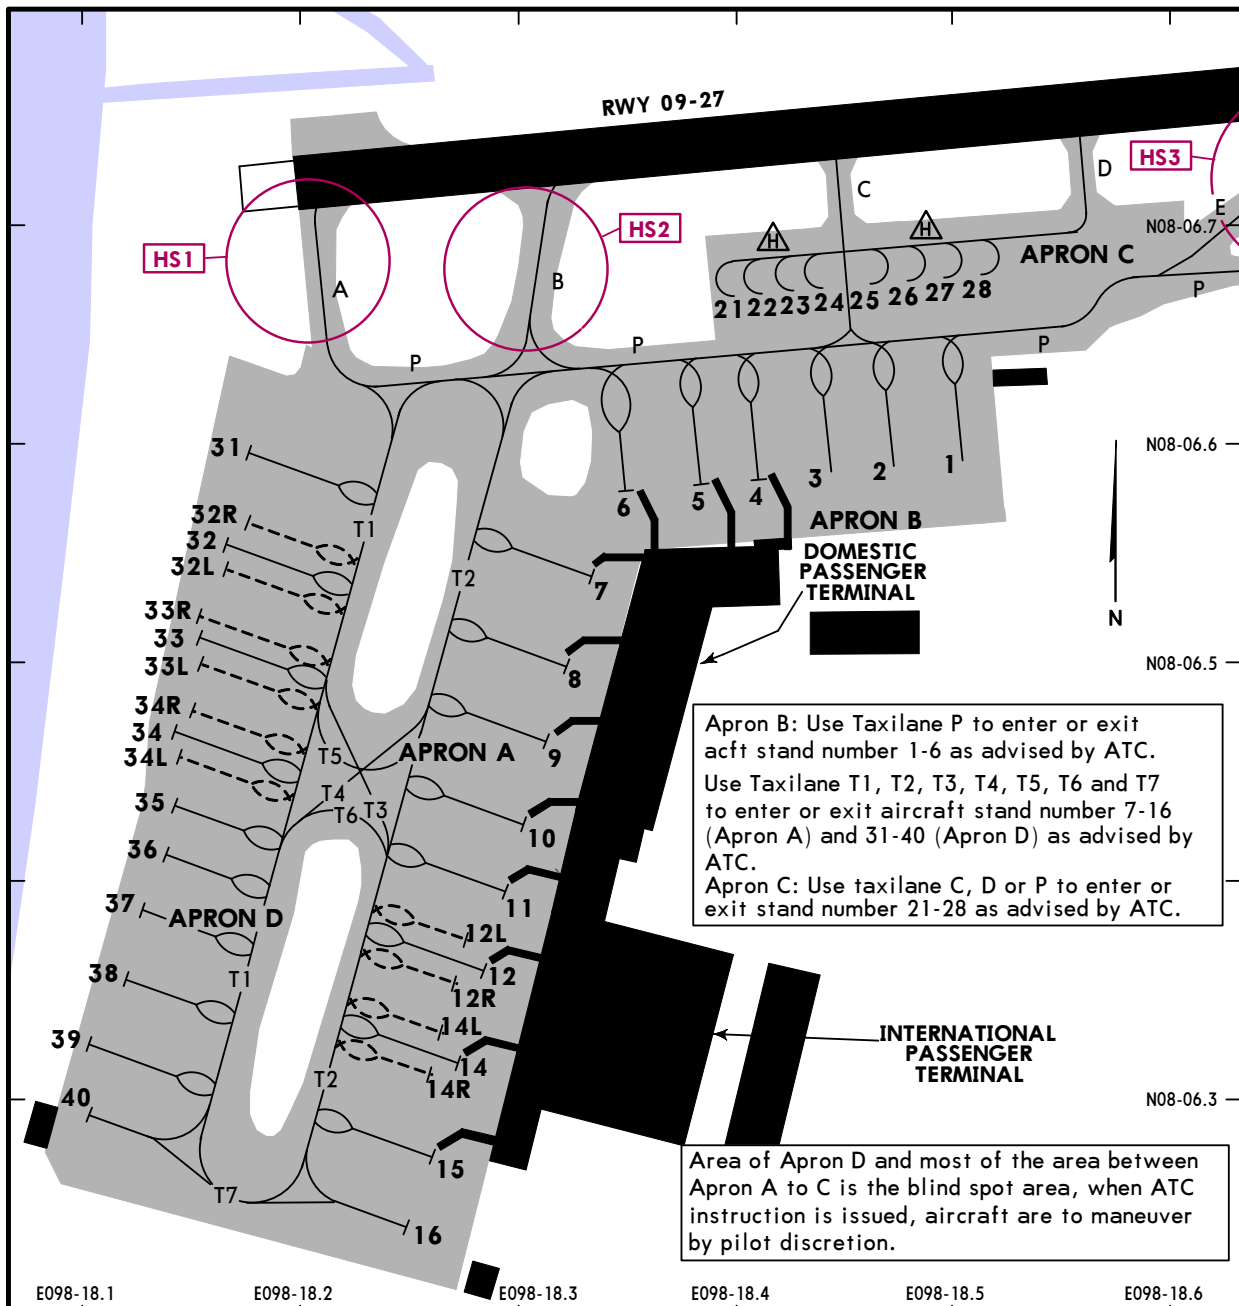 RWY 09-27
HS3
D
C
E
HS2
N08-06.7
H
H
HS1
APRON C
A
B
P
21
22
23
24
25
26
27
28
P
P
P
31
N08-06.6
6
5
4
3
2
1
32R
T1
32
APRON B
32L
DOMESTIC
PASSENGER
TERMINAL
T2
7
33R
N
33
33L
N08-06.5
8
34R
34
34L
T5
APRON A
9
Apron B: Use Taxilane P to enter or exit
acft stand number 1-6 as advised by ATC.
Use Taxilane T1, T2, T3, T4, T5, T6 and T7
to enter or exit aircraft stand number 7-16
(Apron A) and 31-40 (Apron D) as advised by
ATC.
Apron C: Use taxilane C, D or P to enter or
exit stand number 21-28 as advised by ATC.
T4
T6
T3
35
10
36
11
37
APRON D
12L
12
12R
T1
38
14L
INTERNATIONAL
PASSENGER
TERMINAL
39
14
14R
T2
40
N08-06.3
15
T7
16
Area of Apron D and most of the area between
Apron A to C is the blind spot area, when ATC
instruction is issued, aircraft are to maneuver
by pilot discretion.
E098-18.1
E098-18.2
E098-18.3
E098-18.4
E098-18.5
E098-18.6